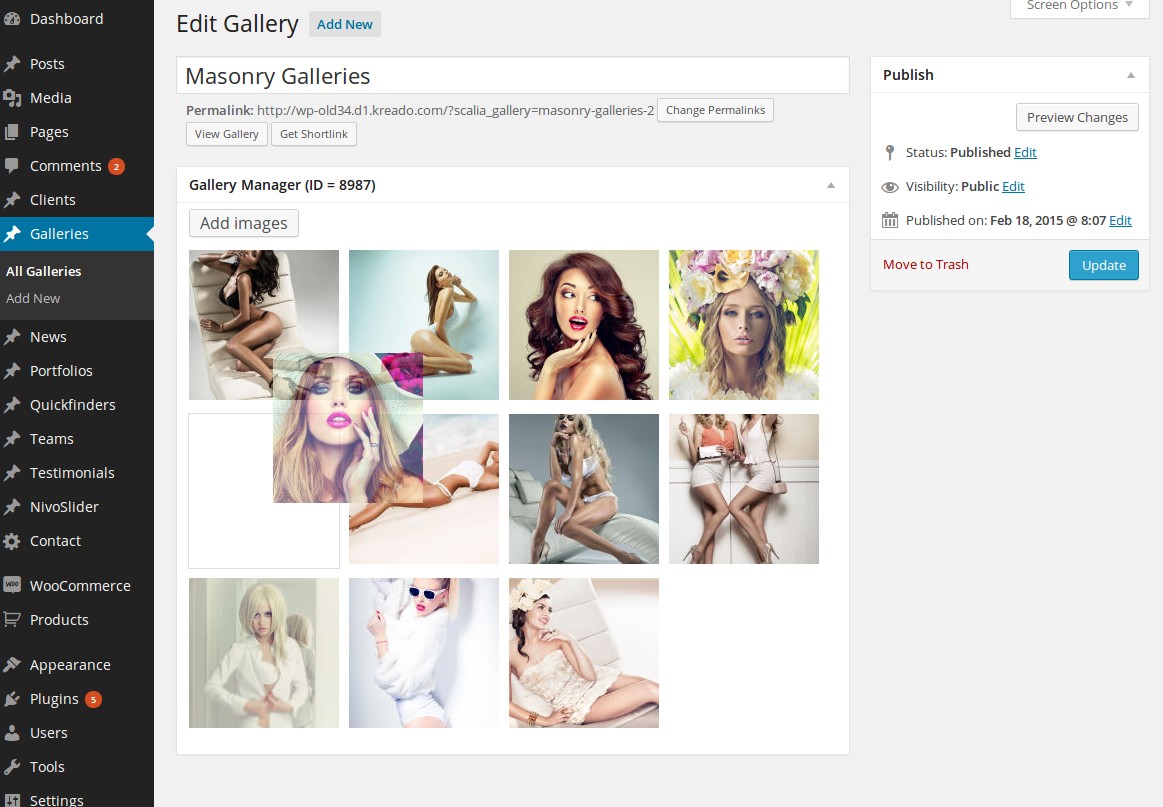 Dashboard
Posts
Media
Pages
Comments 2
Clients
Galleries
All Galleries
Add New
News
Portfolios
Quickfinders
Teams
Testimonials
NivoSlider
Contact
WooCommerce
Products
Appearance
Plugins 5
Users
Tools
Settings
Edit Gallery Add New
Screen Options
Masonry Galleries
Permalink: http://wp-old34.d1.kreado.com/?scalia_gallery=masonry-galleries-2 Change Permalinks
View Gallery Get Shortlink
Gallery Manager (ID = 8987)
Add images
Publish
Preview Changes
Status: Published Edit
Visibility: Public Edit
Published on: Feb 18, 2015 @ 8:07 Edit
Move to Trash Update